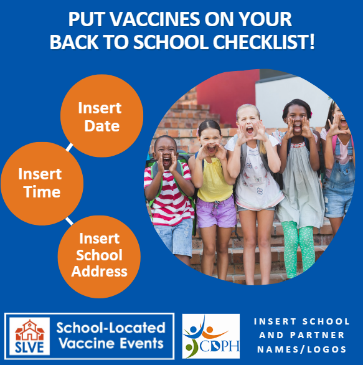 PUT VACCINES ON YOUR
BACK TO SCHOOL CHECKLIST!
Insert
Date
Insert
Time
Insert
School
Address
SLVE
School-Located
Vaccine Events
CDPH
INSERT SCHOOL
AND PARTNER
NAMES/LOGOS